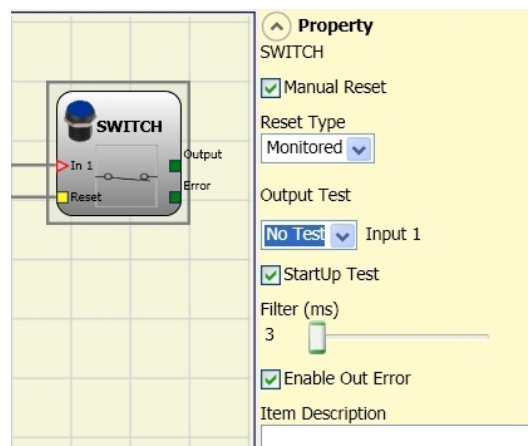 SWITCH
In 1
Output
Reset
Error
Property
SWITCH
Manual Reset
Reset Type
Monitored
Output Test
No Test Input 1
StartUp Test
Filter (ms)
3
Enable Out Error
Item Description